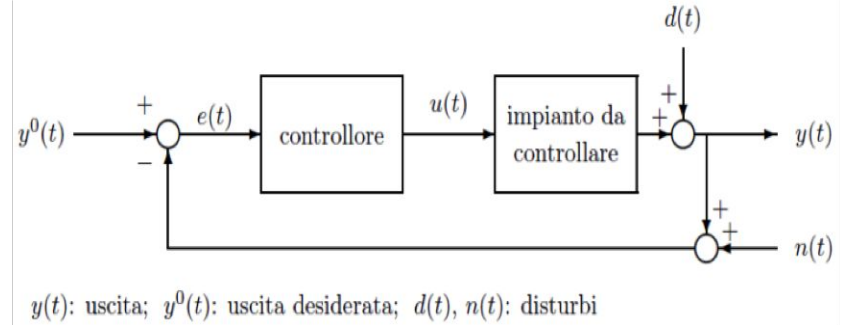 d(t)
+
y⁰(t) + e(t) controllore u(t) impianto da controllare + y(t)
−
+
+
n(t)
y(t): uscita; y⁰(t): uscita desiderata; d(t), n(t): disturbi